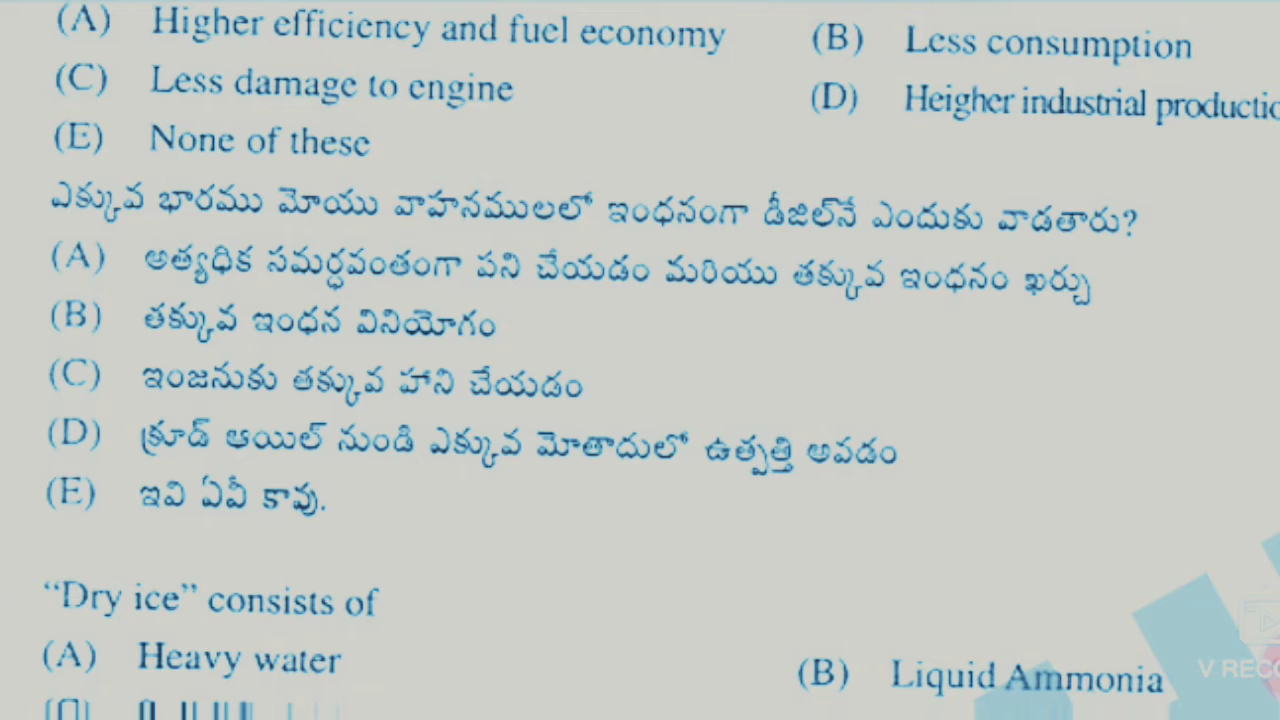 (A) Higher efficiency and fuel economy (B) Less consumption
(C) Less damage to engine (D) Heigher industrial
(E) None of these
ఎక్కువ భారము మోయు వాహనములలో ఇంధనంగా డీజిల్‌నే ఎందుకు వాడతారు?
(A) అత్యధిక సమర్ధవంతంగా పని చేయడం మరియు తక్కువ ఇంధనం ఖర్చు
(B) తక్కువ ఇంధన వినియోగం
(C) ఇంజనుకు తక్కువ హాని చేయడం
(D) క్రూడ్ ఆయిల్ నుండి ఎక్కువ మోతాదులో ఉత్పత్తి అవడం
(E) ఇవి ఏవీ కావు.
“Dry ice” consists of
(A) Heavy water (B) Liquid Ammonia
V RECO